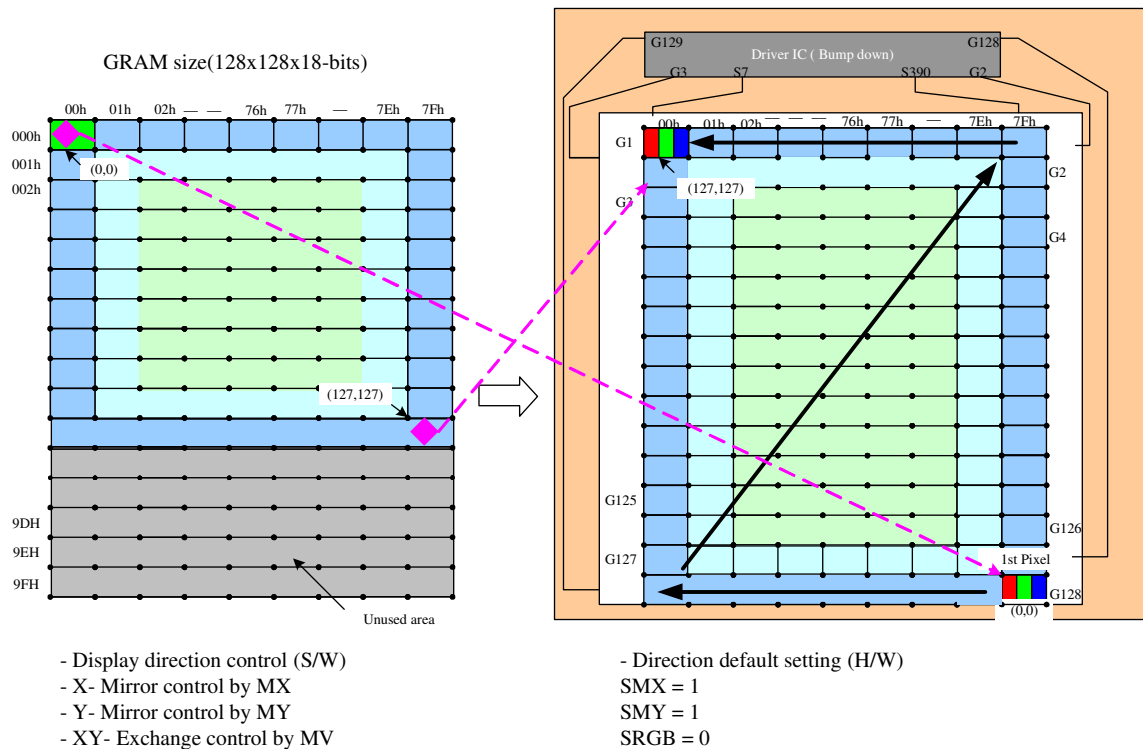 GRAM size(128x128x18-bits)
00h 01h 02h — — 76h 77h — 7Eh 7Fh
000h
(0,0)
001h
002h
(127,127)
9DH
9EH
9FH
Unused area
G129 Driver IC ( Bump down) G128
G3 S7 S390 G2
00h 01h 02h — — — — 76h 77h — 7Eh 7Fh
G1
(127,127)
G2
G3
G4
G125
G126
G127
1st Pixel
G128
(0,0)
- Display direction control (S/W)
- X- Mirror control by MX
- Y- Mirror control by MY
- XY- Exchange control by MV
- Direction default setting (H/W)
SMX = 1
SMY = 1
SRGB = 0